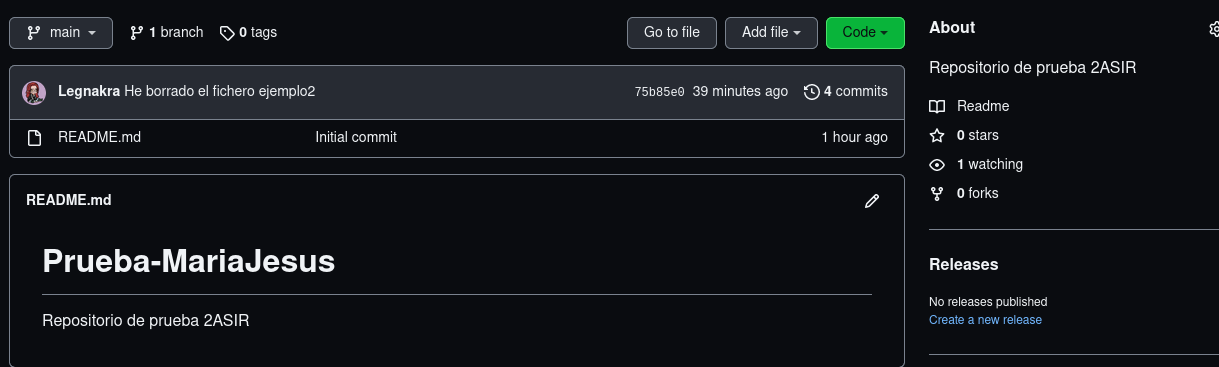 main 1 branch 0 tags Go to file Add file Code
Legnakra He borrado el fichero ejemplo2 75b85e0 39 minutes ago 4 commits
README.md Initial commit 1 hour ago
README.md
Prueba-MariaJesus
Repositorio de prueba 2ASIR
About
Repositorio de prueba 2ASIR
Readme
0 stars
1 watching
0 forks
Releases
No releases published
Create a new release